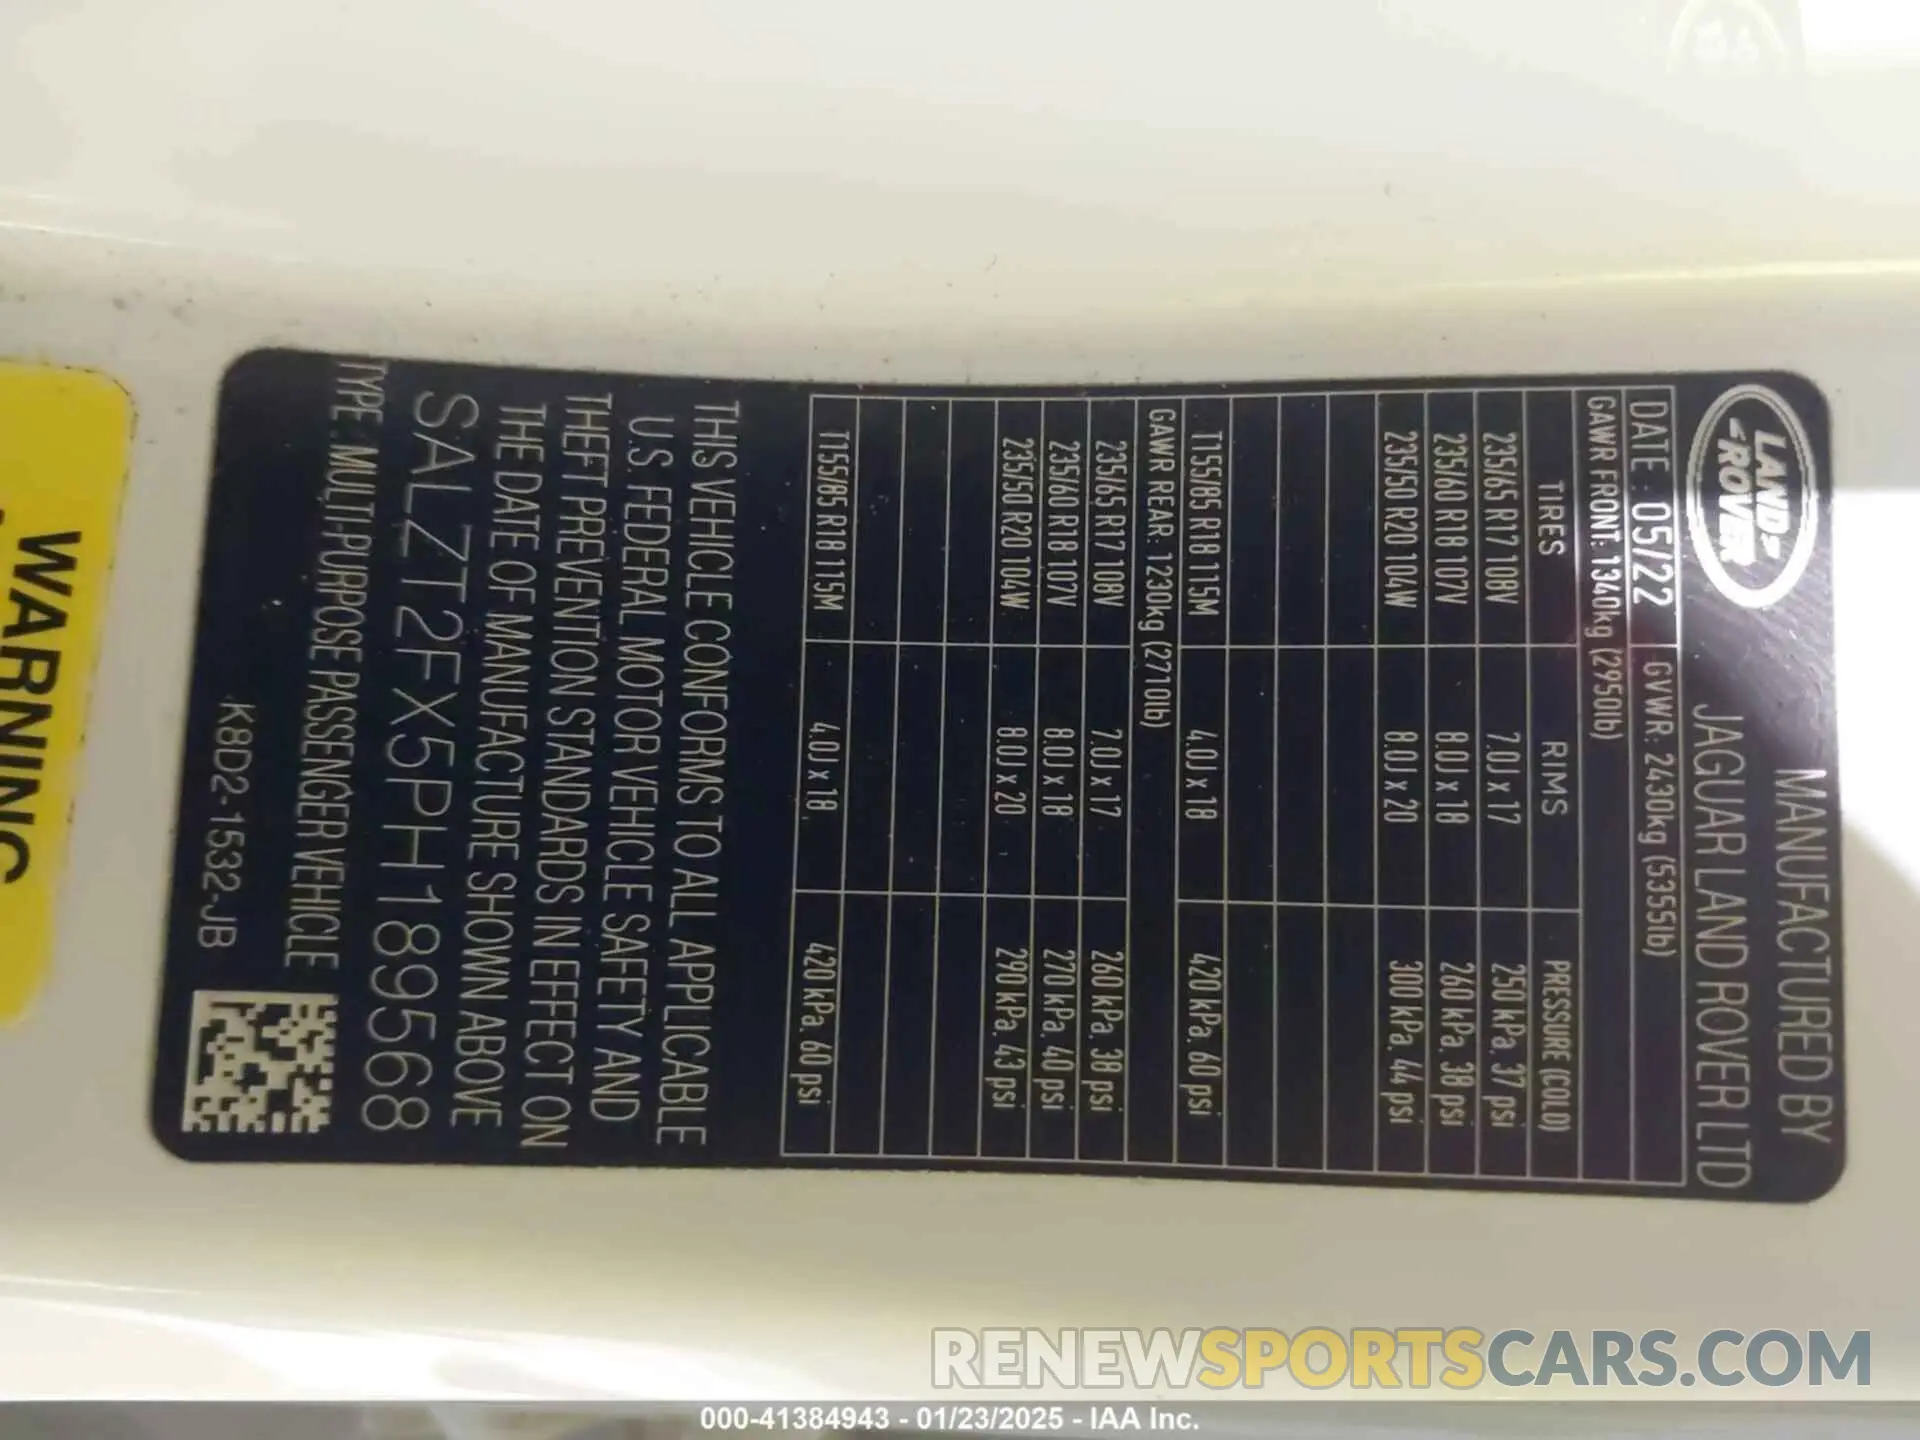 LAND
ROVER
MANUFACTURED BY
JAGUAR LAND ROVER LTD
DATE : 05/22 GVWR: 2430kg (5355lb)
GAWR FRONT: 1340kg (2950lb)
TIRES RIMS PRESSURE (COLD)
235/65 R17 108V 7.0J x 17 250 kPa, 37 psi
235/60 R18 107V 8.0J x 18 260 kPa, 38 psi
235/50 R20 104W 8.0J x 20 300 kPa, 44 psi
T155/85 R18 115M 4.0J x 18 420 kPa, 60 psi
GAWR REAR: 1230kg (2710lb)
235/65 R17 108V 7.0J x 17 260 kPa, 38 psi
235/60 R18 107V 8.0J x 18 270 kPa, 40 psi
235/50 R20 104W 8.0J x 20 290 kPa, 43 psi
T155/85 R18 115M 4.0J x 18 420 kPa, 60 psi
THIS VEHICLE CONFORMS TO ALL APPLICABLE
U.S. FEDERAL MOTOR VEHICLE SAFETY AND
THEFT PREVENTION STANDARDS IN EFFECT ON
THE DATE OF MANUFACTURE SHOWN ABOVE
SALZT2FX5PH189568
TYPE : MULTI-PURPOSE PASSENGER VEHICLE
K8D2-1532-JB
WARNING
RENEWSPORTSCARS.COM
000-41384943 - 01/23/2025 - IAA Inc.